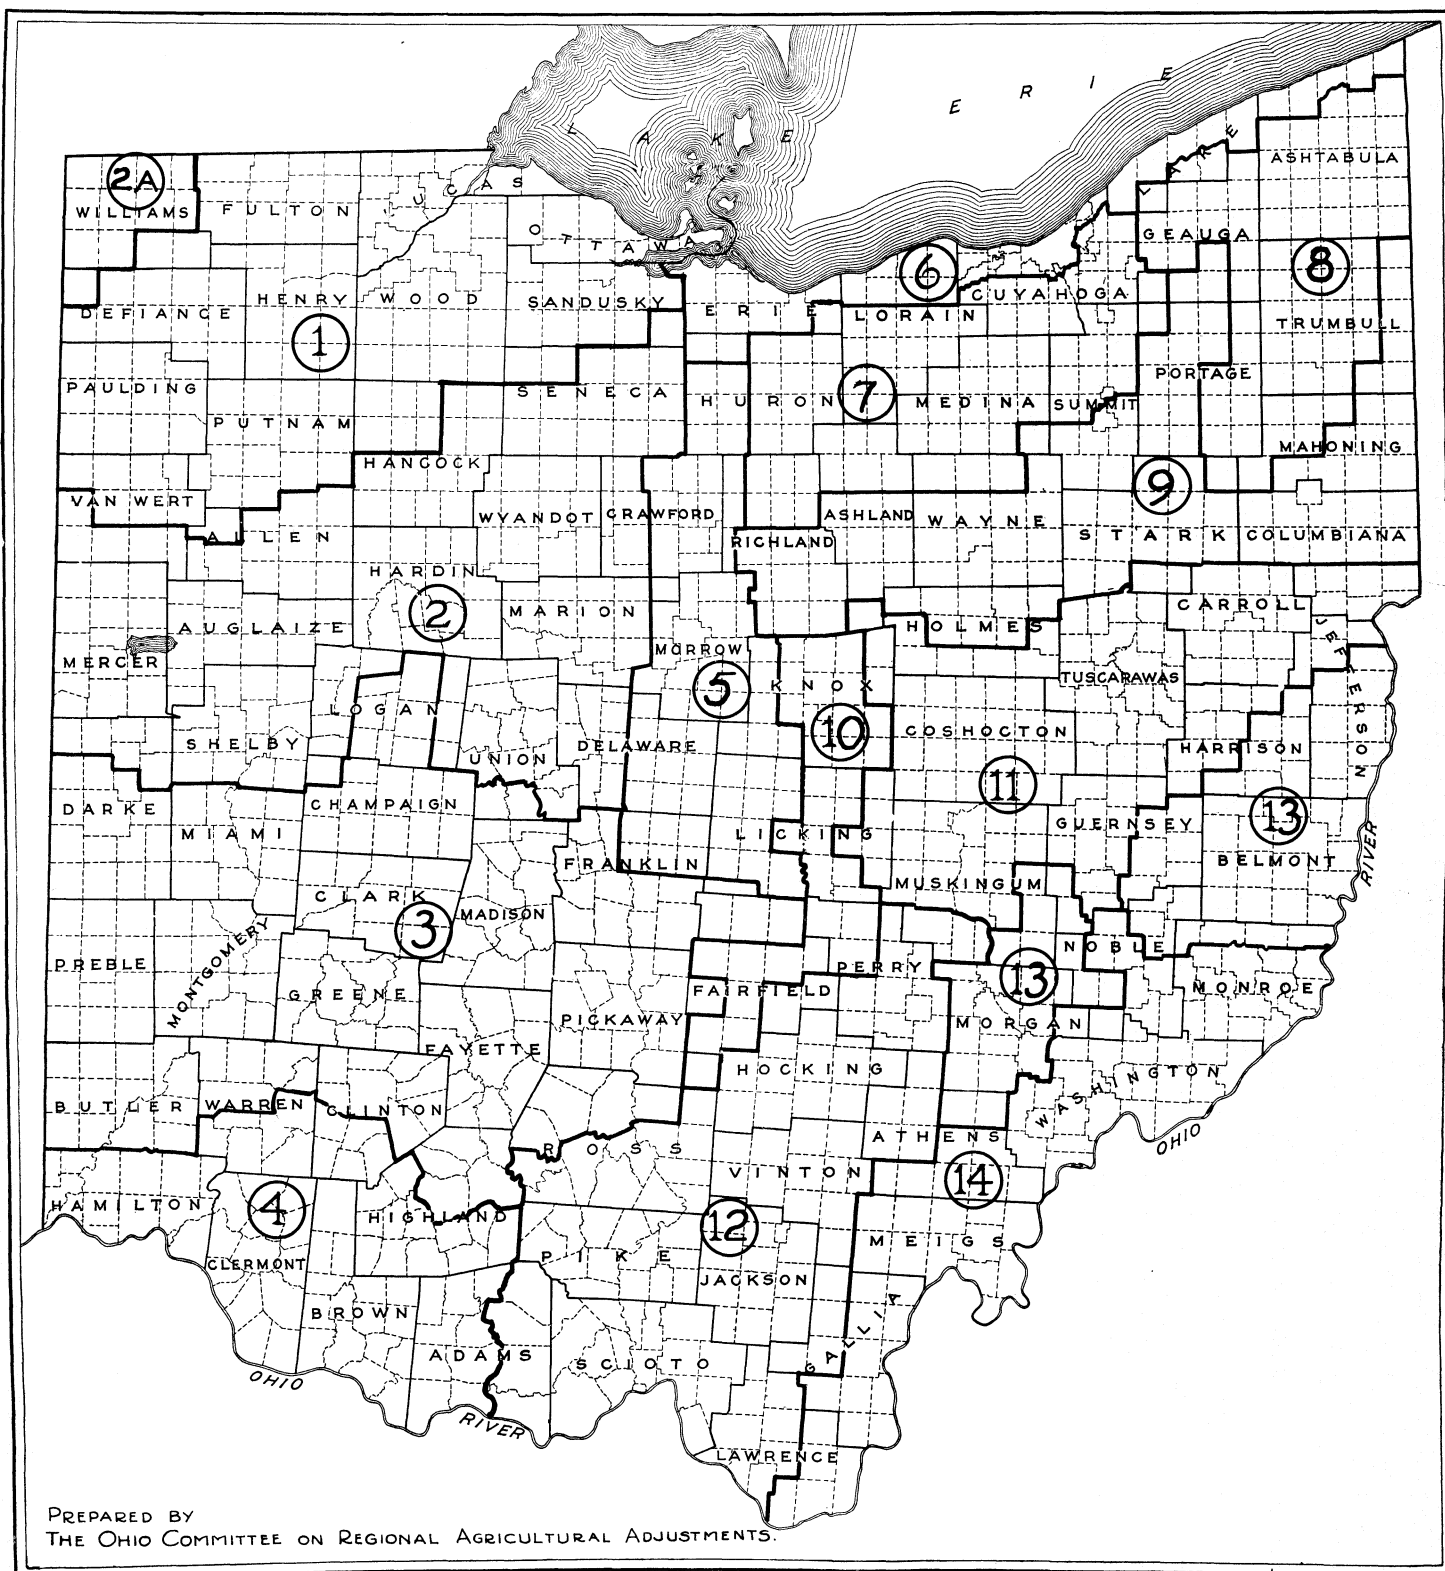 LAKE ERIE
2A
WILLIAMS
FULTON
LUCAS
OTTAWA
LAKE
ASHTABULA
GEAUGA
6
8
HENRY
WOOD
SANDUSKY
ERIE
LORAIN
CUYAHOGA
DEFIANCE
TRUMBULL
1
PAULDING
SENECA
HURON
7
MEDINA
SUMMIT
PORTAGE
PUTNAM
MAHONING
HANCOCK
9
VAN WERT
WYANDOT
CRAWFORD
ASHLAND
WAYNE
ALLEN
RICHLAND
STARK
COLUMBIANA
HARDIN
2
MARION
CARROLL
AUGLAIZE
HOLMES
JEFFERSON
MERCER
MORROW
5
KNOX
TUSCARAWAS
LOGAN
10
COSHOCTON
SHELBY
UNION
DELAWARE
HARRISON
11
DARKE
CHAMPAIGN
MIAMI
LICKING
GUERNSEY
13
FRANKLIN
BELMONT
RIVER
CLARK
MUSKINGUM
3
MADISON
PREBLE
MONTGOMERY
NOBLE
GREENE
PERRY
13
FAIRFIELD
MONROE
PICKAWAY
MORGAN
FAYETTE
HOCKING
WASHINGTON
BUTLER
WARREN
CLINTON
ROSS
ATHENS
OHIO
VINTON
14
HAMILTON
4
HIGHLAND
12
MEIGS
CLERMONT
PIKE
JACKSON
BROWN
GALLIA
ADAMS
SCIOTO
OHIO
RIVER
LAWRENCE
PREPARED BY
THE OHIO COMMITTEE ON REGIONAL AGRICULTURAL ADJUSTMENTS.